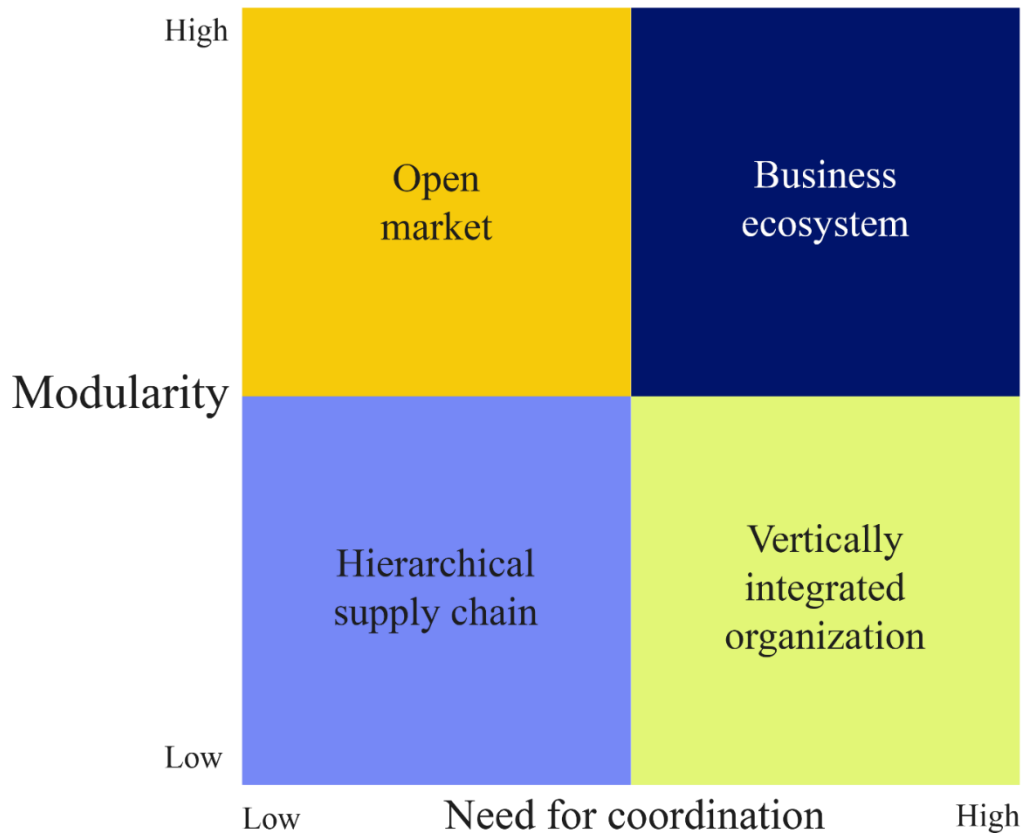 High
Open
market
Business
ecosystem
Modularity
Hierarchical
supply chain
Vertically
integrated
organization
Low
Low
Need for coordination
High